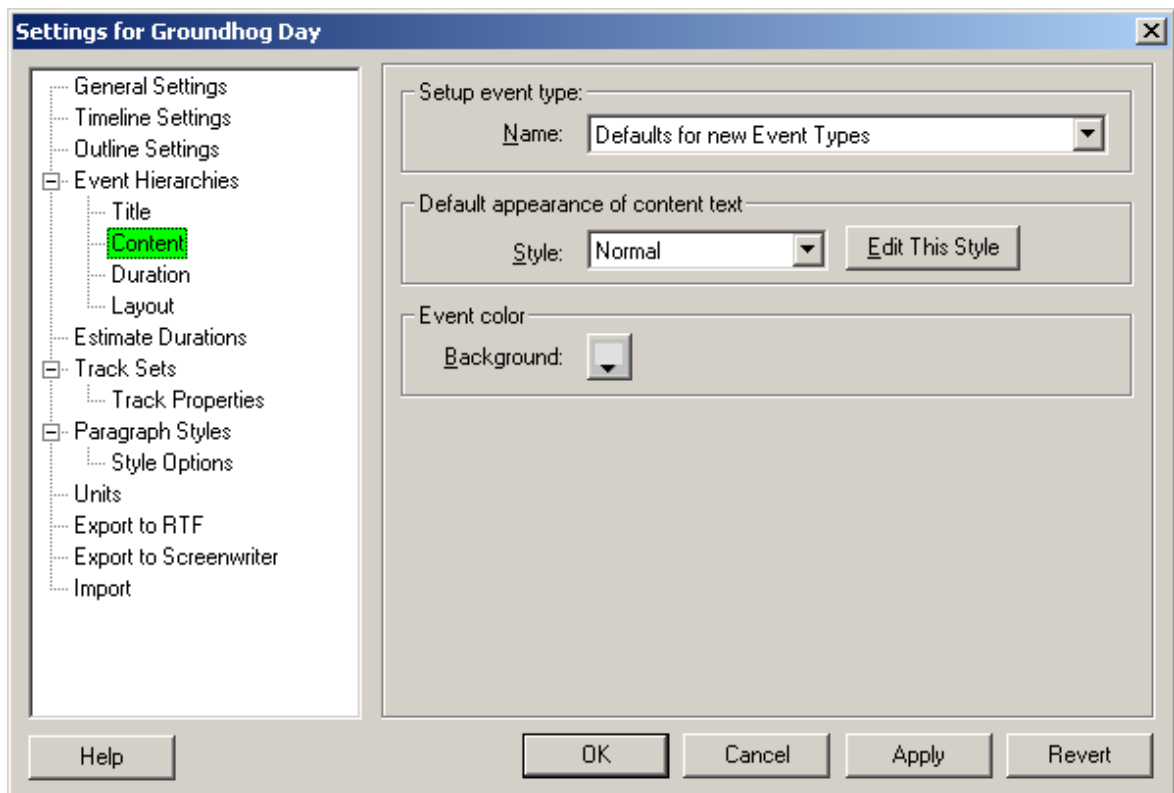 Settings for Groundhog Day
General Settings
Timeline Settings
Outline Settings
Event Hierarchies
Title
Content
Duration
Layout
Estimate Durations
Track Sets
Track Properties
Paragraph Styles
Style Options
Units
Export to RTF
Export to Screenwriter
Import
Setup event type:
Name: Defaults for new Event Types
Default appearance of content text
Style: Normal Edit This Style
Event color
Background:
Help OK Cancel Apply Revert